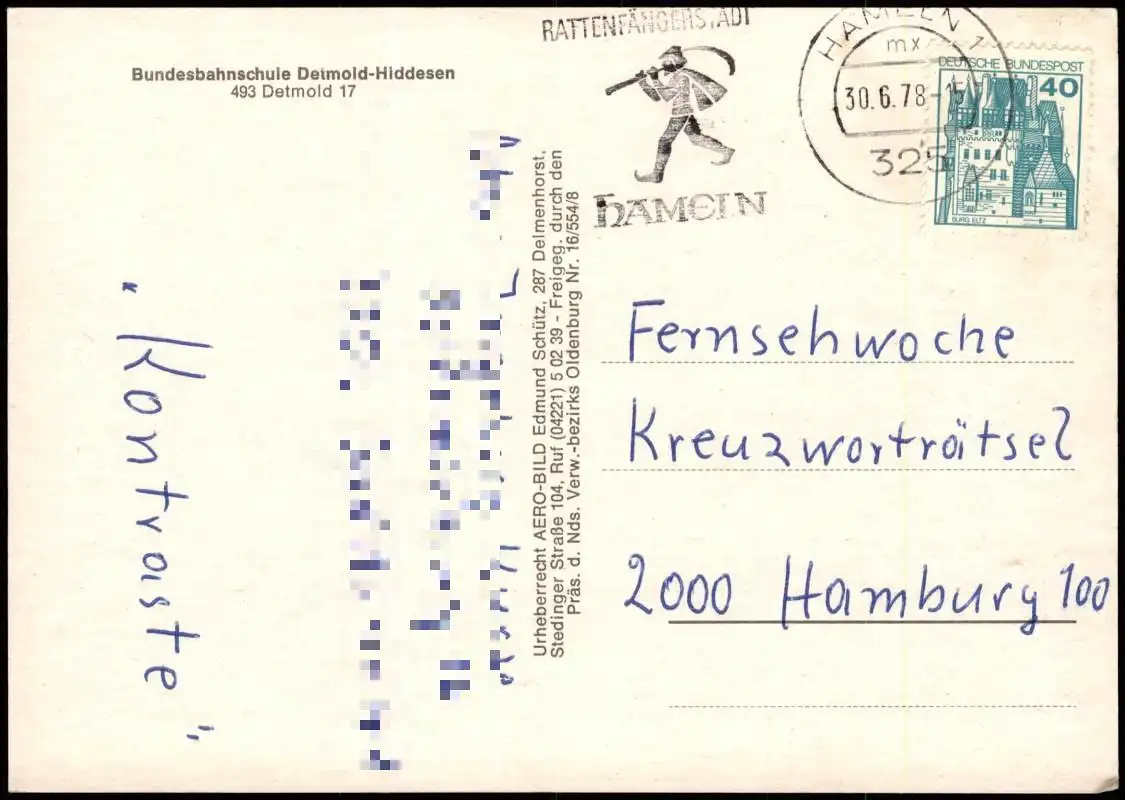 Bundesbahnschule Detmold-Hiddesen
493 Detmold 17
„Kontraste“
Urheberrecht AERO-BILD Edmund Schütz, 287 Delmenhorst,
Stedinger Straße 104, Ruf (04221) 5 02 39 - Freigeg. durch den
Präs. d. Nds. Verw.-bezirks Oldenburg Nr. 16/554/8
RATTENFÄNGERSTADT
HAMELN
HAMELN
mx
30.6.78-15
325
DEUTSCHE BUNDESPOST
40
BURG ELTZ
Fernsehwoche
Kreuzworträtsel
2000 Hamburg 100